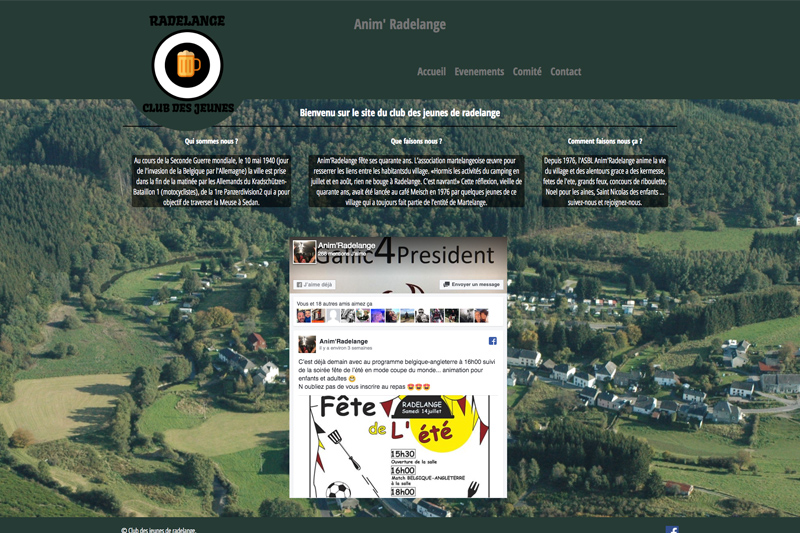 RADELANGE
CLUB DES JEUNES
Anim' Radelange
Accueil Evenements Comité Contact
Bienvenu sur le site du club des jeunes de radelange
Qui sommes nous ?
Au cours de la Seconde Guerre mondiale, le 10 mai 1940 (jour
de l'invasion de la Belgique par l'Allemagne) la ville est prise
dans la fin de la matinée par les Allemands du Kradschützen-
Bataillon 1 (motocyclistes), de la 1re Panzerdivision2 qui a pour
objectif de traverser la Meuse à Sedan.
Que faisons nous ?
Anim'Radelange fête ses quarante ans. L'association martelangeoise œuvre pour
resserrer les liens entre les habitantsdu village. «Hormis les activités du camping en
juillet et en août, rien ne bouge à Radelange. C'est navrant» Cette réflexion, vieille de
quarante ans, avait été lancée au café Melsch en 1976 par quelques jeunes de ce
village qui a toujours fait partie de l'entité de Martelange.
Comment faisons nous ça ?
Depuis 1976, l'ASBL Anim'Radelange anime la vie
du village et des alentours grace a des kermesse,
fetes de l'ete, grands feux, concours de riboulette,
Noel pour les aines, Saint Nicolas des enfants ...
suivez-nous et rejoignez-nous.
Anim'Radelange
268 mentions J'aime
Gallic4President
J'aime déjà
Envoyer un message
Vous et 18 autres amis aimez ça
Anim'Radelange
il y a environ 3 semaines
C'est déjà demain avec au programme belgique-angleterre à 16h00 suivi
de la soirée fête de l'été en mode coupe du monde... animation pour
enfants et adultes 😁
N oubliez pas de vous inscrire au repas 😍😍😍
Fête
RADELANGE
Samedi 14 juillet
de L'été
15h30
Ouverture de la salle
16h00
Match BELGIQUE-ANGLETERRE
à la salle
18h00
© Club des jeunes de radelange.